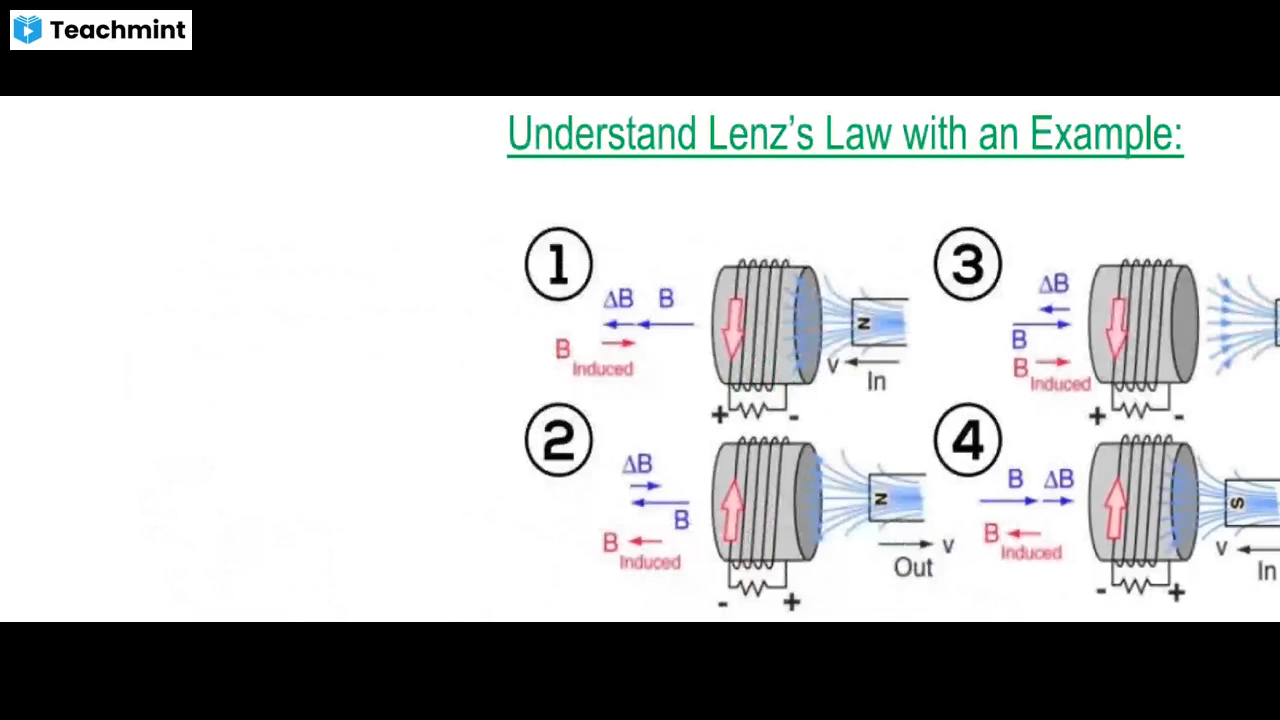 Teachmint
Understand Lenz's Law with an Example:
1
ΔB B
B Induced
N
v
In
+ -
3
ΔB
B
B Induced
+ -
2
ΔB
B
B Induced
N
v
Out
- +
4
B ΔB
B Induced
S
v
In
- +